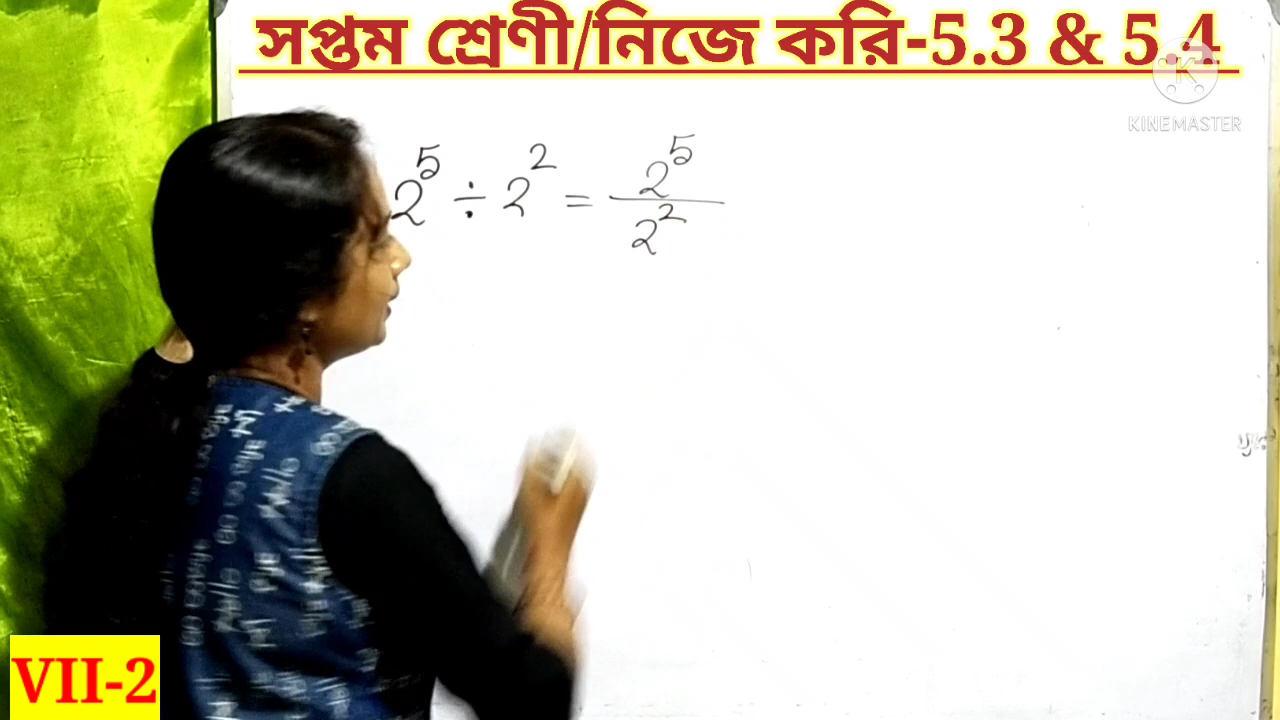 সপ্তম শ্রেণী/নিজে করি-5.3 & 5.4
KINEMASTER
2⁵ ÷ 2² = 2⁵/2²
VII-2